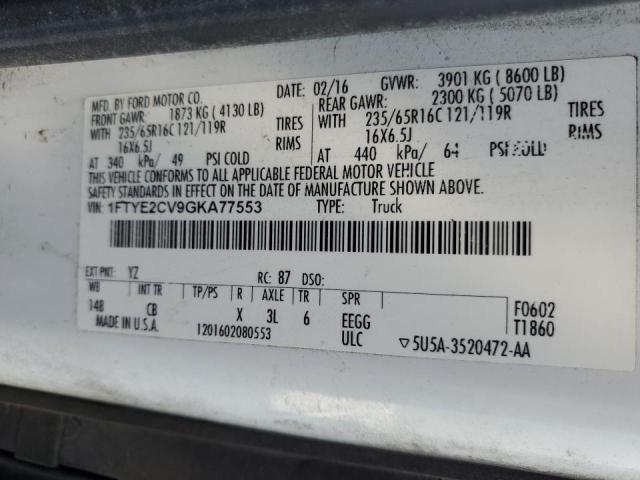 MFD. BY FORD MOTOR CO.
DATE: 02/16 GVWR: 3901 KG ( 8600 LB)
FRONT GAWR: 1873 KG ( 4130 LB)
REAR GAWR: 2300 KG ( 5070 LB)
WITH 235/65R16C 121/119R TIRES
WITH 235/65R16C 121/119R TIRES
16X6.5J RIMS
16X6.5J RIMS
AT 340 kPa/ 49 PSI COLD
AT 440 kPa/ 64 PSI COLD
THIS VEHICLE CONFORMS TO ALL APPLICABLE FEDERAL MOTOR VEHICLE
SAFETY STANDARDS IN EFFECT ON THE DATE OF MANUFACTURE SHOWN ABOVE.
VIN: 1FTYE2CV9GKA77553 TYPE: Truck
EXT PNT: YZ RC: 87 DSO:
WB INT TR TP/PS R AXLE TR SPR
148 CB X 3L 6 EEGG F0602
MADE IN U.S.A. 1201602080553 ULC T1860
▽5U5A-3520472-AA